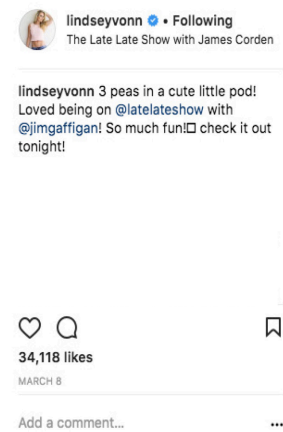 lindseyvonn • Following
The Late Late Show with James Corden
lindseyvonn 3 peas in a cute little pod!
Loved being on @latelateshow with
@jimgaffigan! So much fun!□ check it out
tonight!
34,118 likes
MARCH 8
Add a comment...